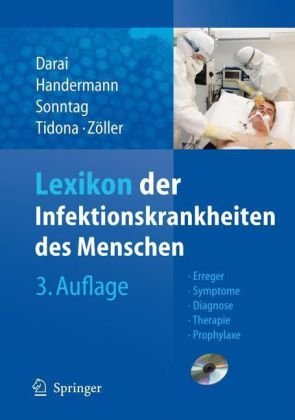 Darai
Handermann
Sonntag
Tidona · Zöller
Lexikon der
Infektionskrankheiten
des Menschen
3. Auflage
· Erreger
· Symptome
· Diagnose
· Therapie
· Prophylaxe
Springer